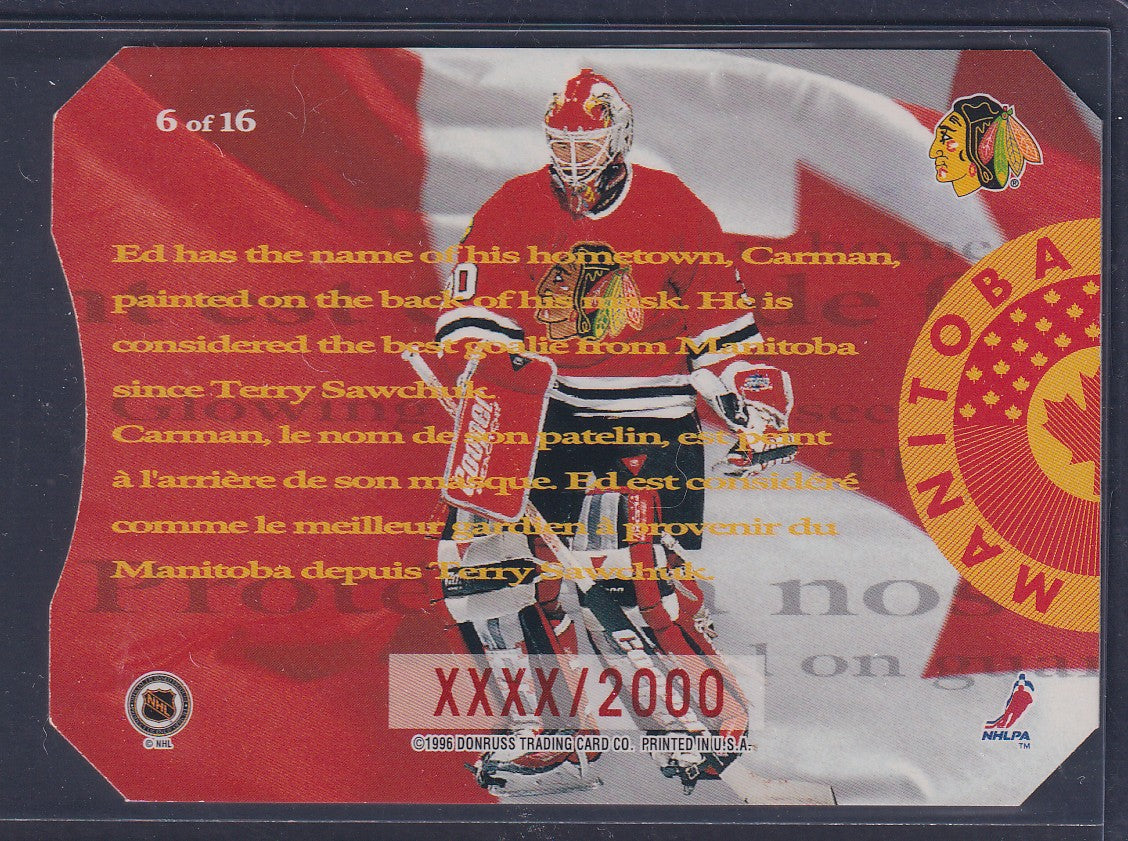 6 of 16
Ed has the name of his hometown, Carman,
painted on the back of his mask. He is
considered the best goalie from Manitoba
since Terry Sawchuk.
Carman, le nom de son patelin, est peint
à l'arrière de son masque. Ed est considéré
comme le meilleur gardien à provenir du
Manitoba depuis Terry Sawchuk.
MANITOBA
XXXX/2000
©1996 DONRUSS TRADING CARD CO. PRINTED IN U.S.A.
NHL
© NHL
NHLPA
TM